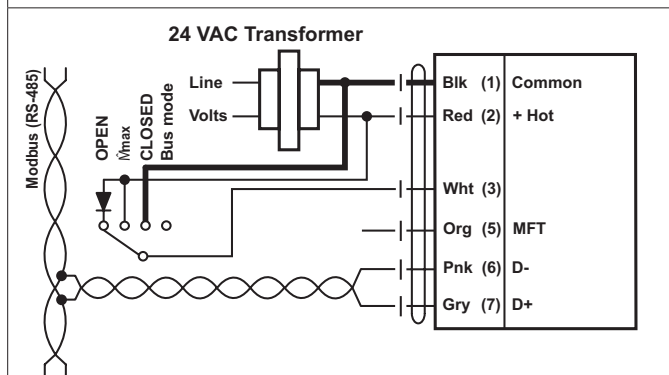 24 VAC Transformer
Modbus (RS-485)
OPEN
V̇max
CLOSED
Bus mode
Line
Volts
Blk (1) Common
Red (2) + Hot
Wht (3)
Org (5) MFT
Pnk (6) D-
Gry (7) D+